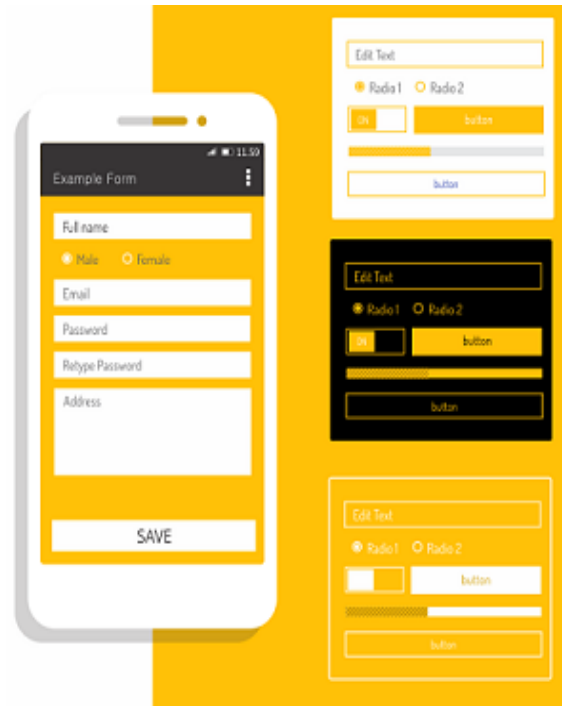 11.59
Example Form
Full name
Male Female
Email
Password
Retype Password
Address
SAVE
Edit Text
Radio 1 Radio 2
ON button
button
Edit Text
Radio 1 Radio 2
ON button
button
Edit Text
Radio 1 Radio 2
button
button